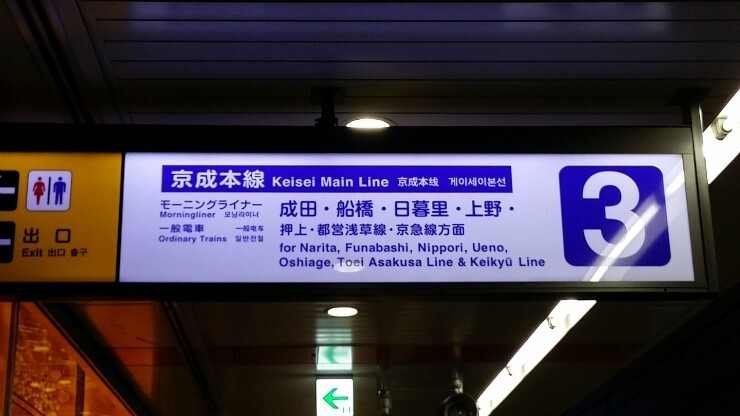 京成本線 Keisei Main Line 京成本线 게이세이본선
モーニングライナー
Morningliner 모닝라이너
一般電車 一般电车
Ordinary Trains 일반전철
成田・船橋・日暮里・上野・
押上・都営浅草線・京急線方面
for Narita, Funabashi, Nippori, Ueno,
Oshiage, Toei Asakusa Line & Keikyū Line
3
出口
Exit 出口 출구